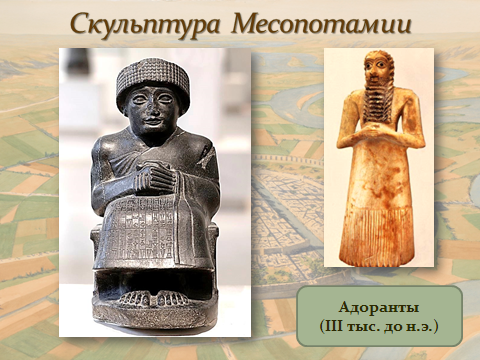 Скульптура Месопотамии
Адоранты
(III тыс. до н.э.)